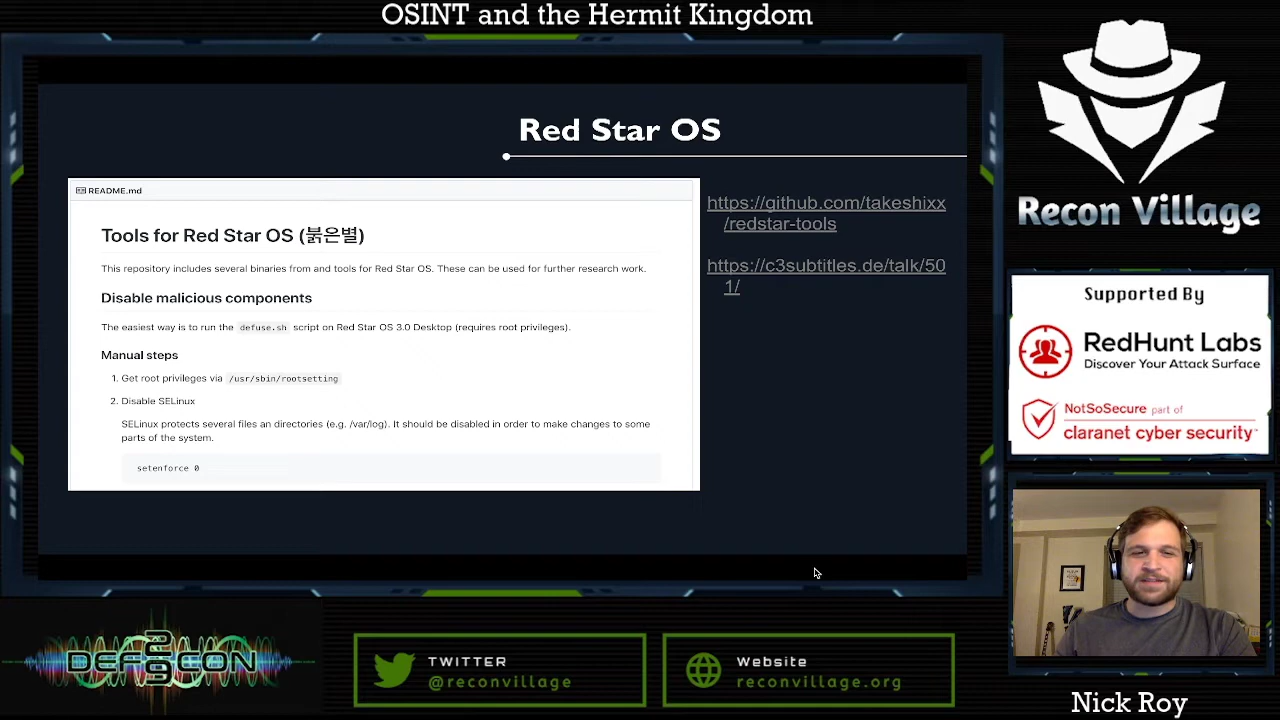 OSINT and the Hermit Kingdom
Red Star OS
README.md
Tools for Red Star OS (붉은별)
This repository includes several binaries from and tools for Red Star OS. These can be used for further research work.
Disable malicious components
The easiest way is to run the defuse.sh script on Red Star OS 3.0 Desktop (requires root privileges).
Manual steps
1. Get root privileges via /usr/sbin/rootsetting
2. Disable SELinux
SELinux protects several files an directories (e.g. /var/log). It should be disabled in order to make changes to some
parts of the system.
setenforce 0
https://github.com/takeshixx
/redstar-tools
https://c3subtitles.de/talk/50
1/
Recon Village
Supported By
RedHunt Labs
Discover Your Attack Surface
NotSoSecure part of
claranet cyber security
DEFCON
29
TWITTER
@reconvillage
Website
reconvillage.org
Nick Roy